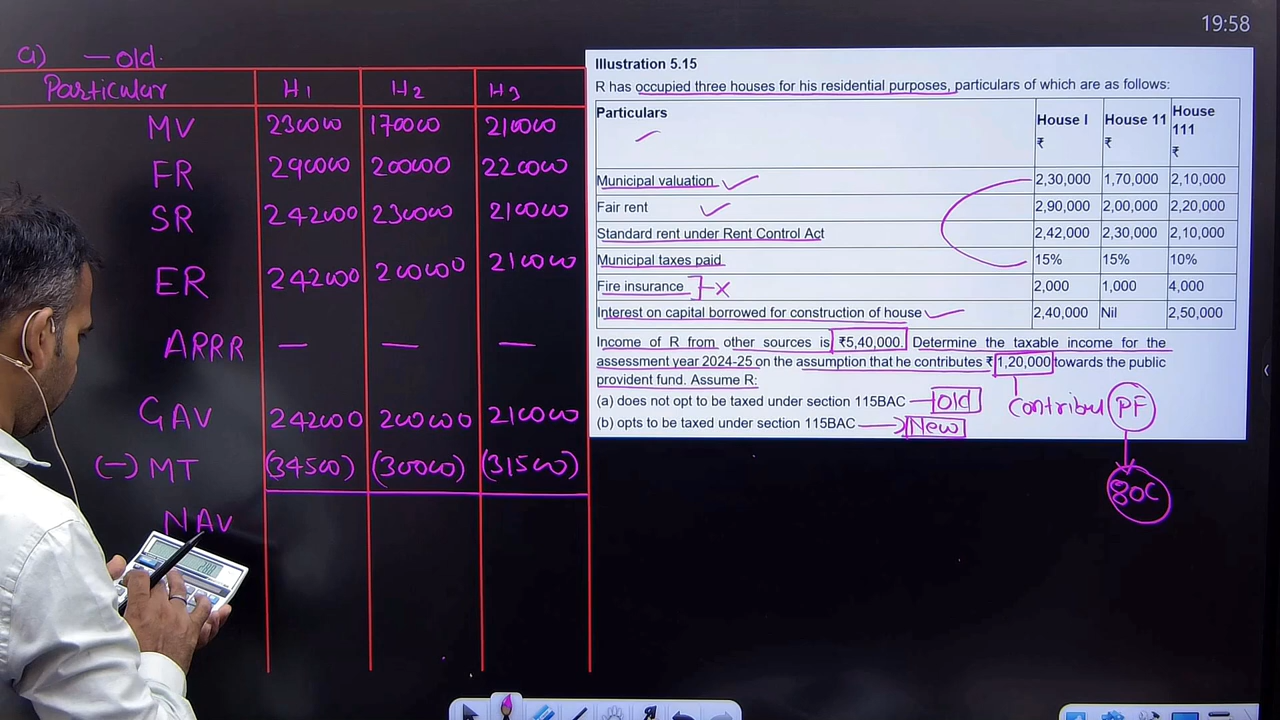 19:58
a) — old.
Particular H1 H2 H3
MV 230000 170000 210000
FR 290000 200000 220000
SR 242000 230000 210000
ER 242000 200000 210000
ARRR — — —
GAV 242000 200000 210000
(-) MT (34500) (30000) (31500)
NAV
Illustration 5.15
R has occupied three houses for his residential purposes, particulars of which are as follows:
Particulars House I ₹ House 11 ₹ House 111 ₹
Municipal valuation 2,30,000 1,70,000 2,10,000
Fair rent 2,90,000 2,00,000 2,20,000
Standard rent under Rent Control Act 2,42,000 2,30,000 2,10,000
Municipal taxes paid 15% 15% 10%
Fire insurance 2,000 1,000 4,000
Interest on capital borrowed for construction of house 2,40,000 Nil 2,50,000
Income of R from other sources is ₹5,40,000. Determine the taxable income for the
assessment year 2024-25 on the assumption that he contributes ₹ 1,20,000 towards the public
provident fund. Assume R:
(a) does not opt to be taxed under section 115BAC old
(b) opts to be taxed under section 115BAC New
Contribu PF
80C